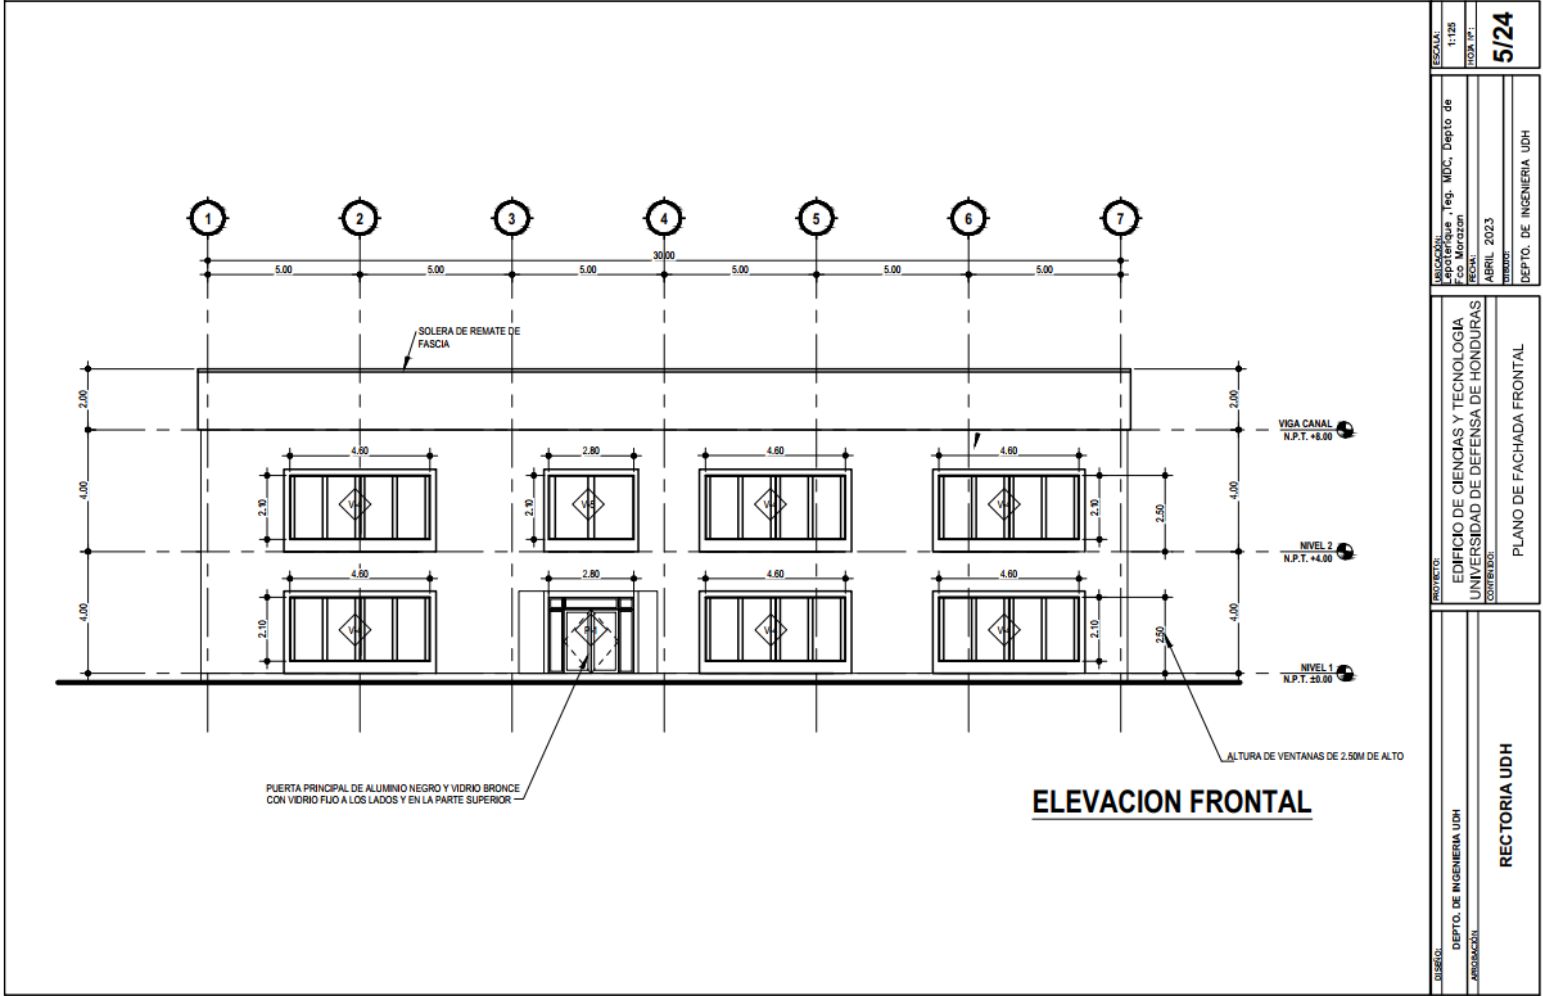 1
2
3
4
5
6
7
30.00
5.00
5.00
5.00
5.00
5.00
5.00
SOLERA DE REMATE DE
FASCIA
2.00
2.00
VIGA CANAL
N.P.T. +8.00
4.60
2.80
4.60
4.60
4.00
2.10
2.10
2.10
2.50
4.00
V-5
NIVEL 2
N.P.T. +4.00
4.60
2.80
4.60
4.60
4.00
2.10
V-4
P-1
V-4
V-4
2.10
2.50
4.00
NIVEL 1
N.P.T. ±0.00
ALTURA DE VENTANAS DE 2.50M DE ALTO
PUERTA PRINCIPAL DE ALUMINIO NEGRO Y VIDRIO BRONCE
CON VIDRIO FIJO A LOS LADOS Y EN LA PARTE SUPERIOR
ELEVACION FRONTAL
ESCALA:
1:125
HOJA Nº:
5/24
UBICACIÓN:
Lepaterique ,Teg. MDC, Depto de
Fco Morazan
FECHA:
ABRIL 2023
DIBUJO:
DEPTO. DE INGENIERIA UDH
PROYECTO:
EDIFICIO DE CIENCIAS Y TECNOLOGIA
UNIVERSIDAD DE DEFENSA DE HONDURAS
CONTENIDO:
PLANO DE FACHADA FRONTAL
DISEÑO:
DEPTO. DE INGENIERIA UDH
APROBACIÓN
RECTORIA UDH